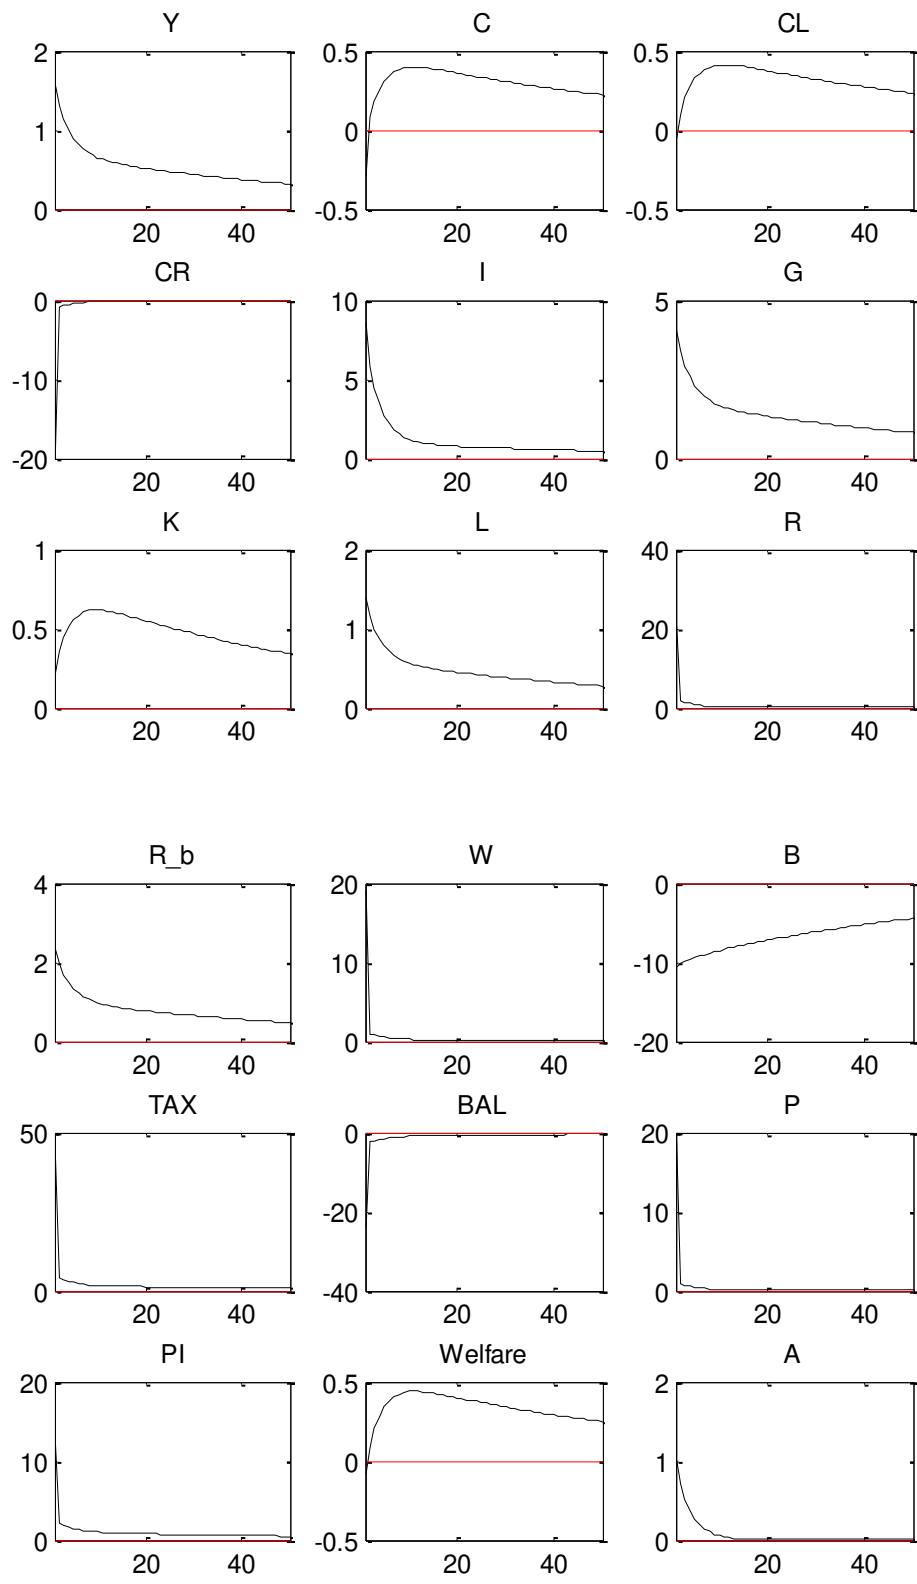 Y C CL
2 0.5 0.5
1 0 0
0 -0.5 -0.5
20 40 20 40 20 40
CR I G
0 10 5
-10 5
-20 0 0
20 40 20 40 20 40
K L R
1 2 40
0.5 1 20
0 0 0
20 40 20 40 20 40
R_b W B
4 20 0
2 10 -10
0 0 -20
20 40 20 40 20 40
TAX BAL P
50 0 20
-20 10
0 -40 0
20 40 20 40 20 40
PI Welfare A
20 0.5 2
10 0 1
0 -0.5 0
20 40 20 40 20 40